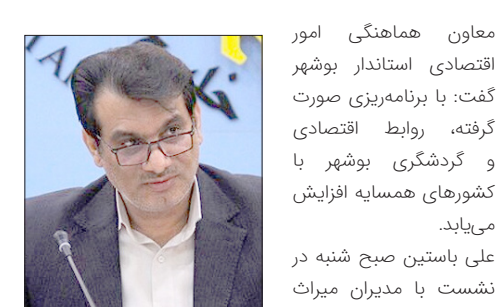 معاون هماهنگی امور
اقتصادی استاندار بوشهر
گفت: با برنامه‌ریزی صورت
گرفته، روابط اقتصادی
و گردشگری بوشهر با
کشورهای همسایه افزایش
می‌یابد.
علی باستین صبح شنبه در
نشست با مدیران میراث